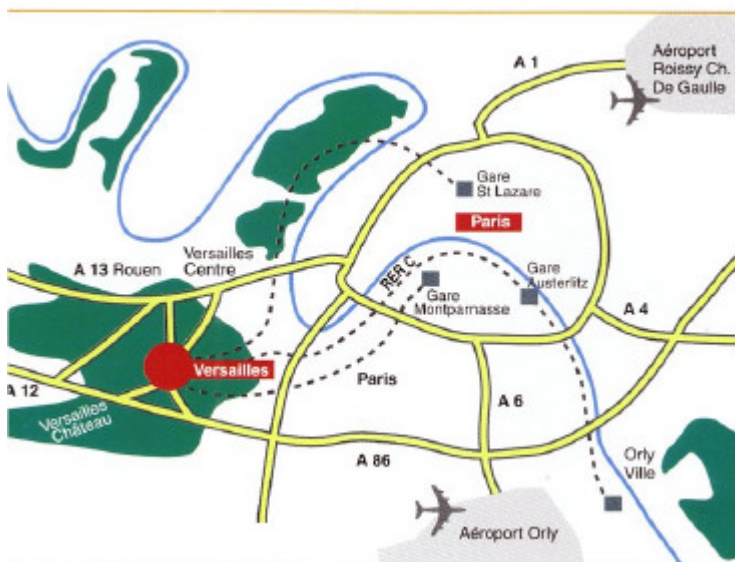 A 1
Aéroport
Roissy Ch.
De Gaulle
Gare
St Lazare
Paris
Versailles
Centre
A 13 Rouen
RER C
Gare
Montparnasse
Gare
Austerlitz
A 4
Versailles
Paris
A 12
Versailles
Château
A 6
A 86
Orly
Ville
Aéroport Orly